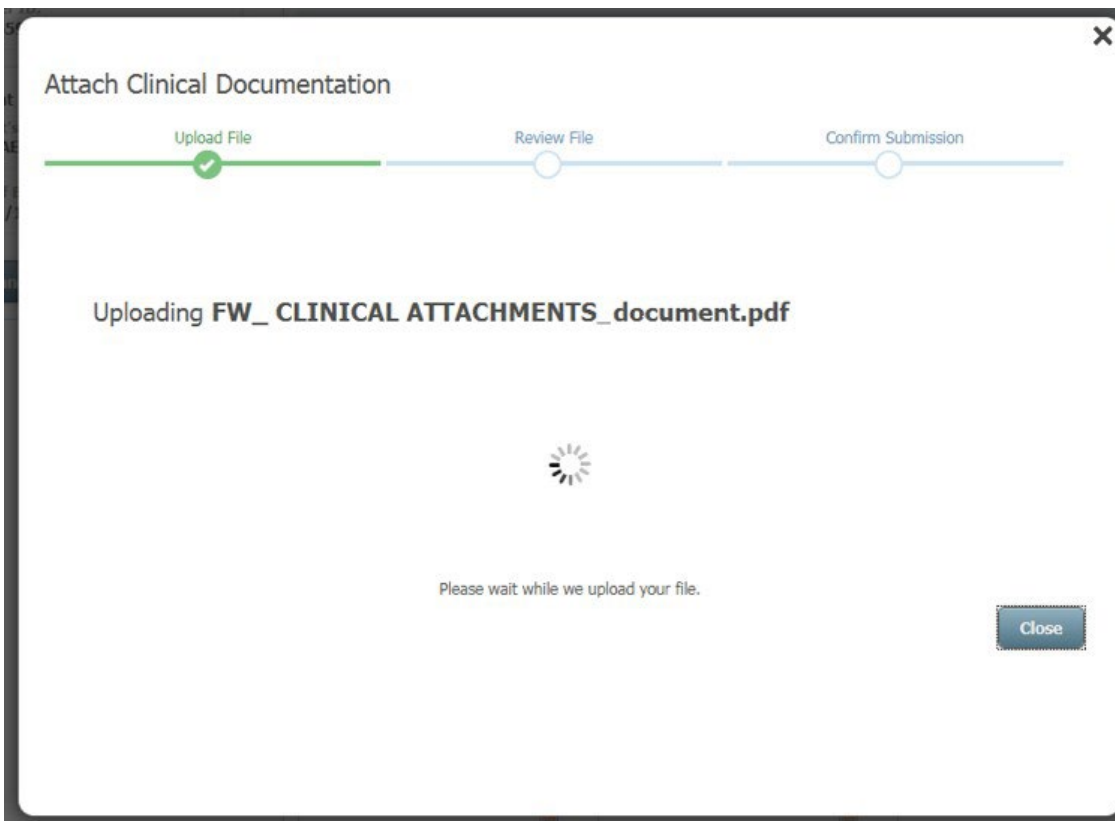 Attach Clinical Documentation
Upload File Review File Confirm Submission
Uploading FW_ CLINICAL ATTACHMENTS_document.pdf
Please wait while we upload your file.
Close